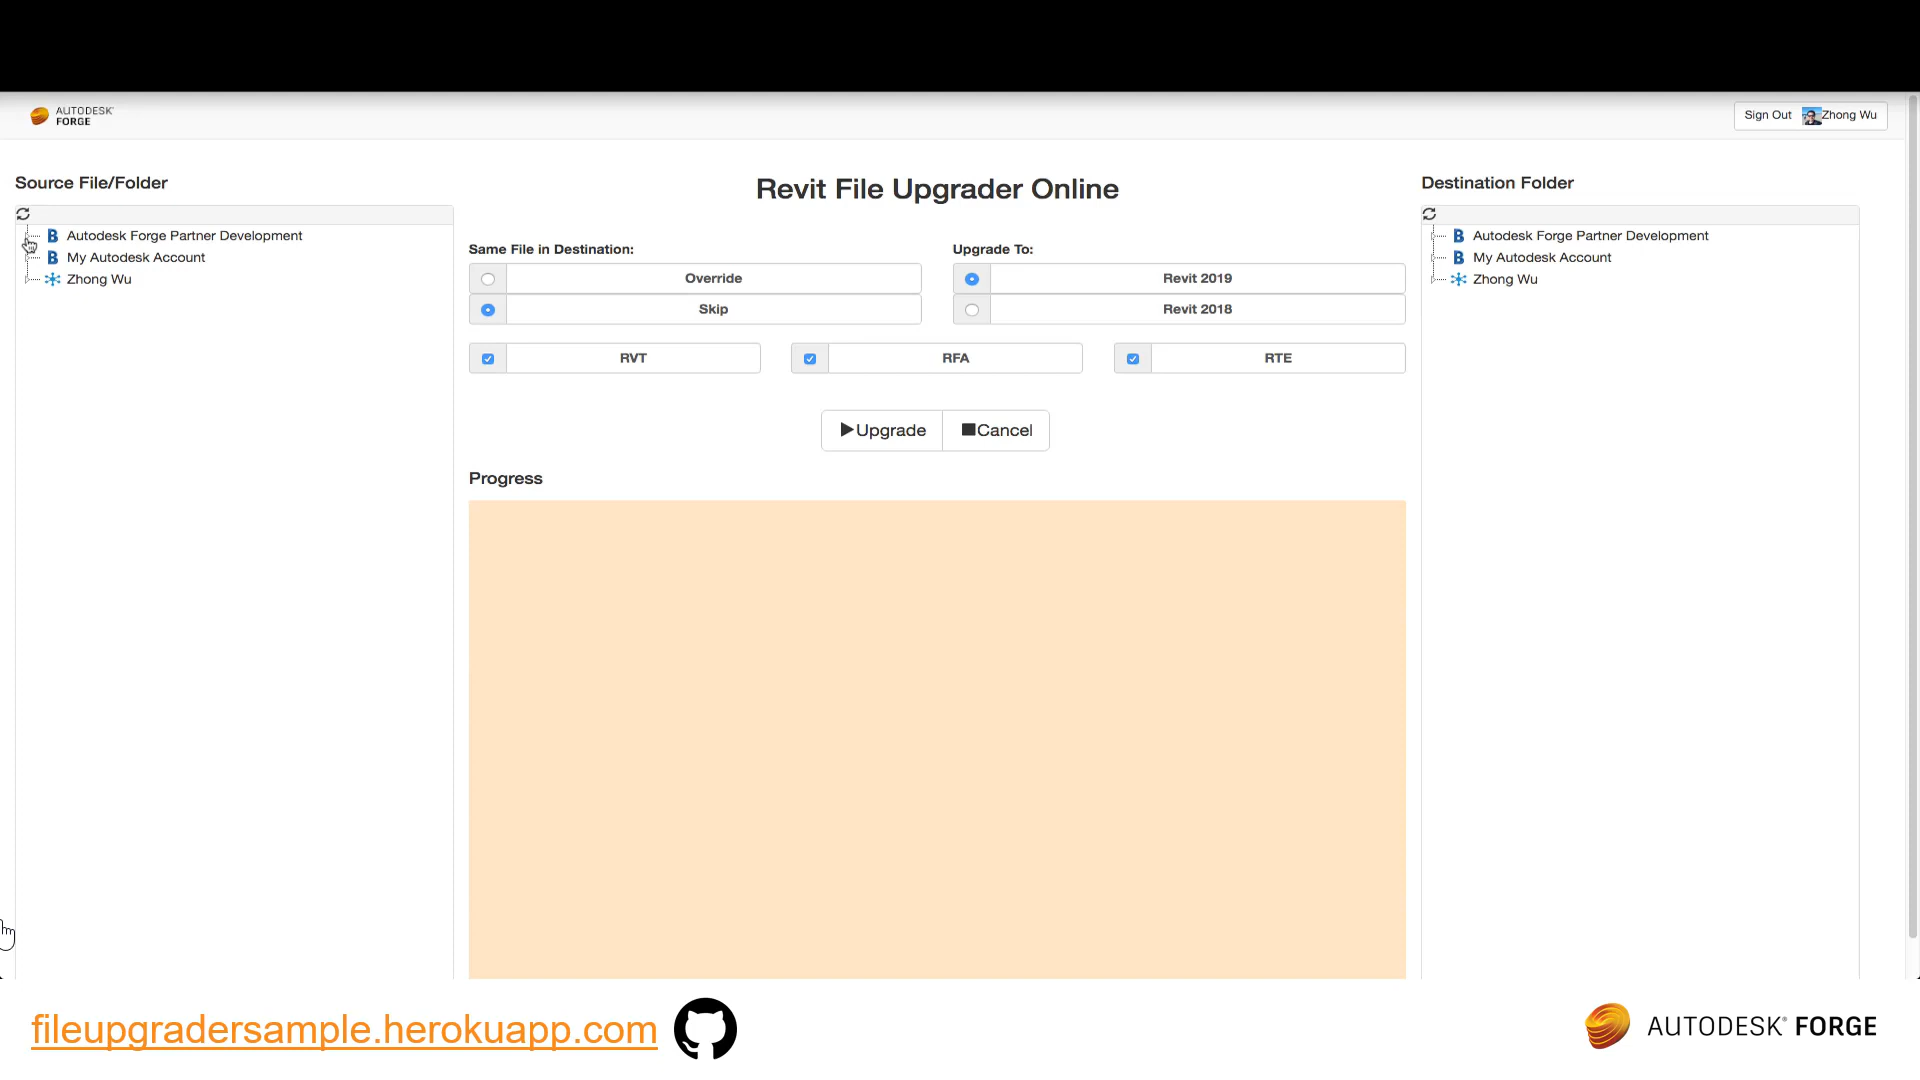 AUTODESK
FORGE
Sign Out Zhong Wu
Source File/Folder
Autodesk Forge Partner Development
My Autodesk Account
Zhong Wu
Revit File Upgrader Online
Same File in Destination:
Override
Skip
Upgrade To:
Revit 2019
Revit 2018
RVT
RFA
RTE
Upgrade
Cancel
Progress
Destination Folder
Autodesk Forge Partner Development
My Autodesk Account
Zhong Wu
fileupgradersample.herokuapp.com
AUTODESK® FORGE